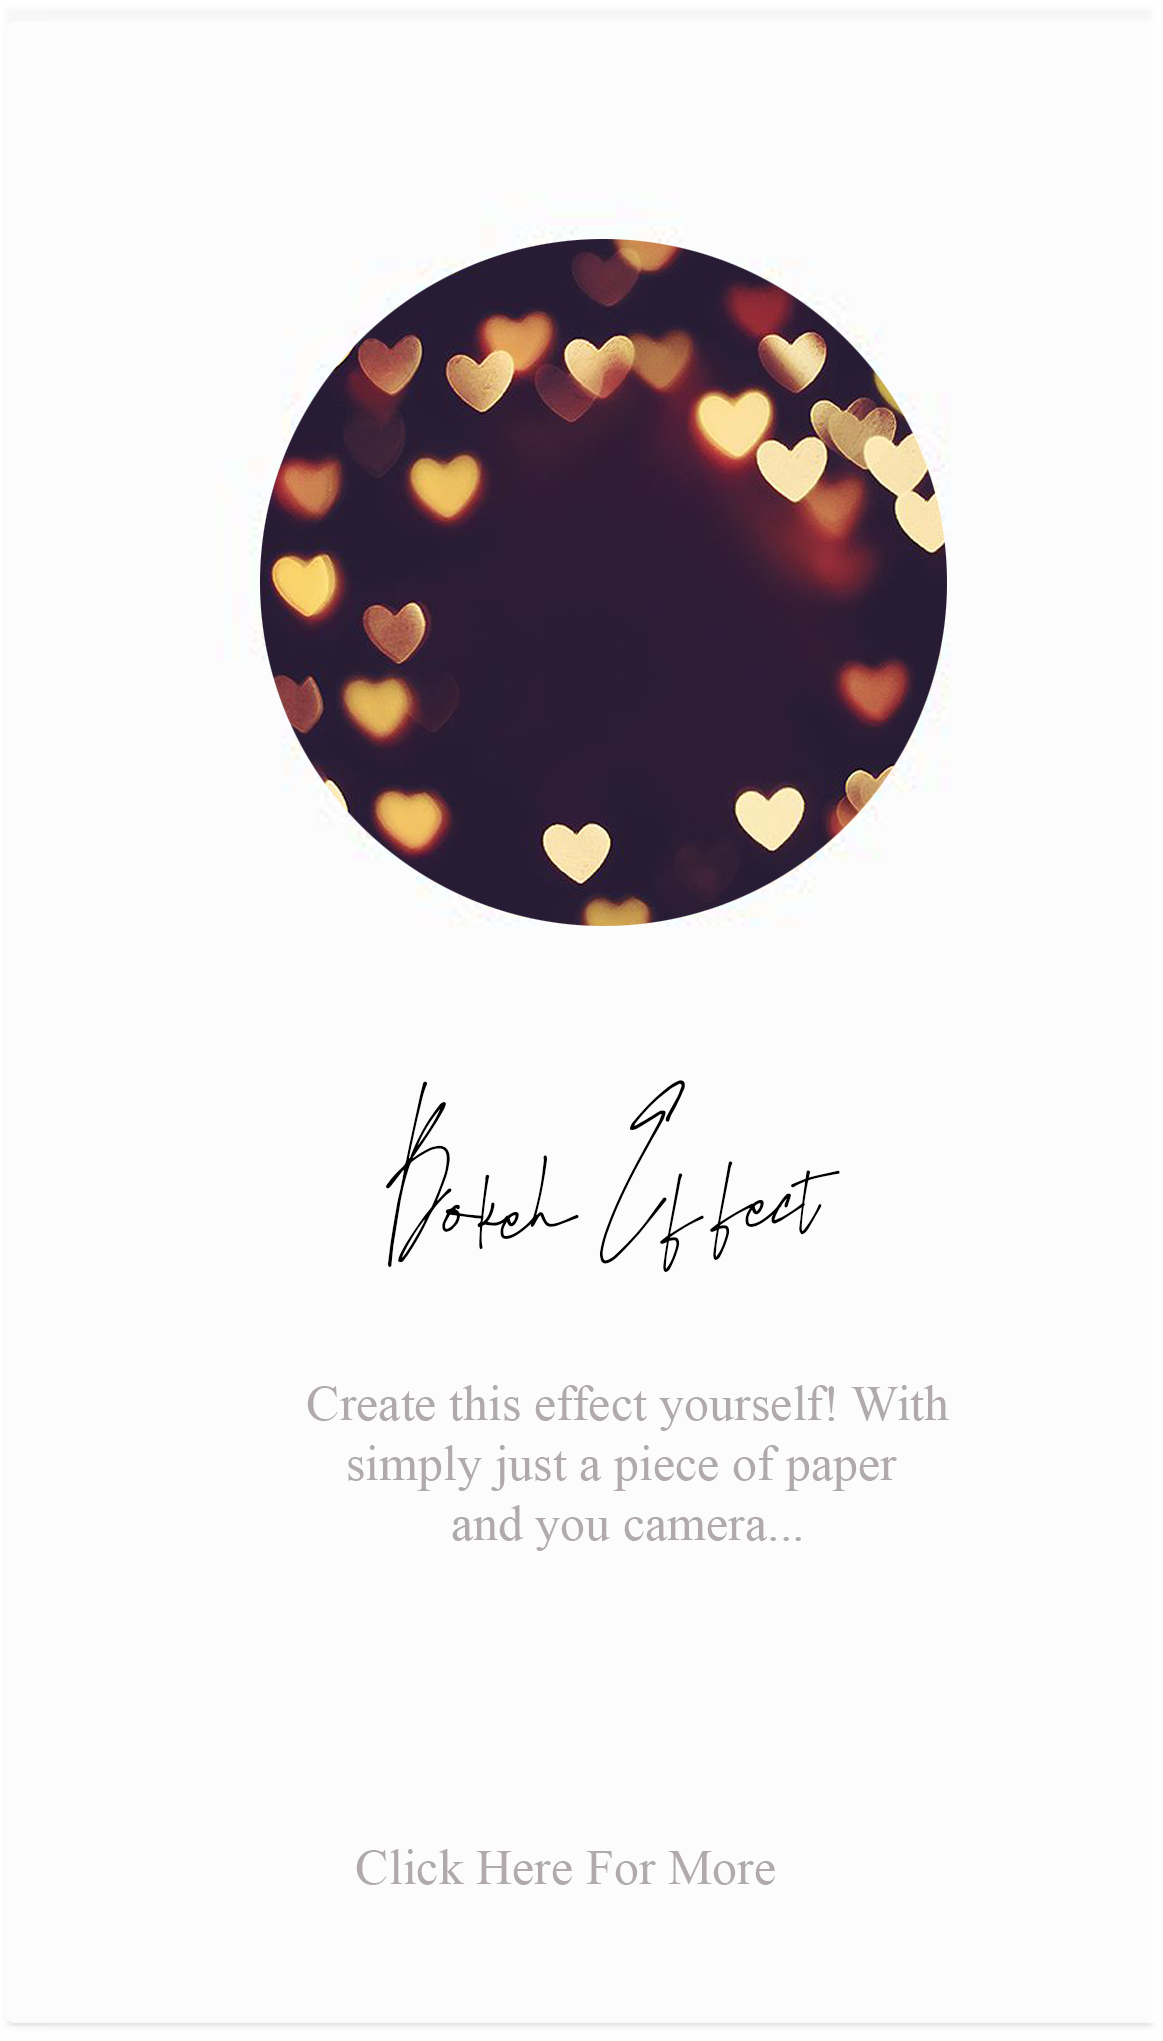 Bokeh Effect
Create this effect yourself! With
simply just a piece of paper
and you camera...
Click Here For More